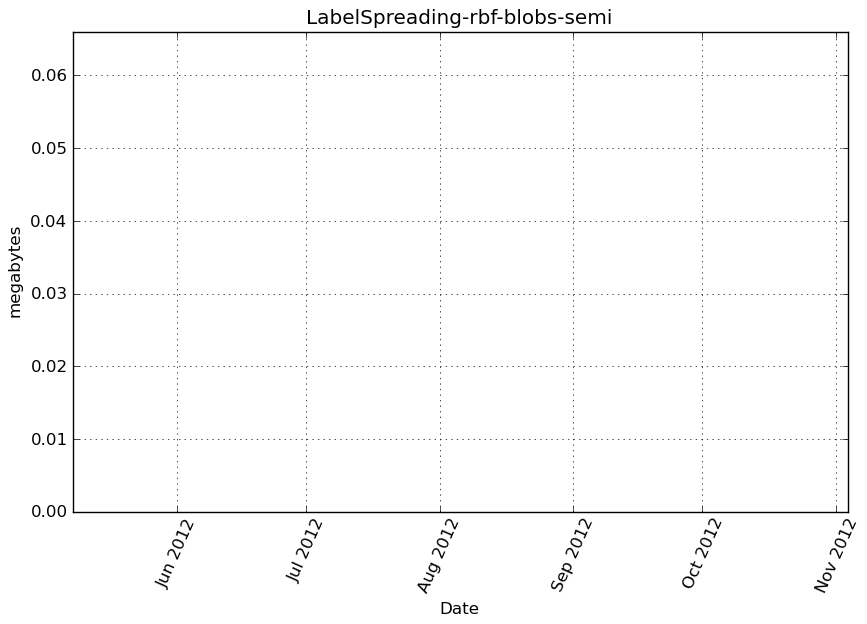 LabelSpreading-rbf-blobs-semi
0.06
0.05
0.04
0.03
0.02
0.01
0.00
megabytes
Jun 2012
Jul 2012
Aug 2012
Sep 2012
Oct 2012
Nov 2012
Date